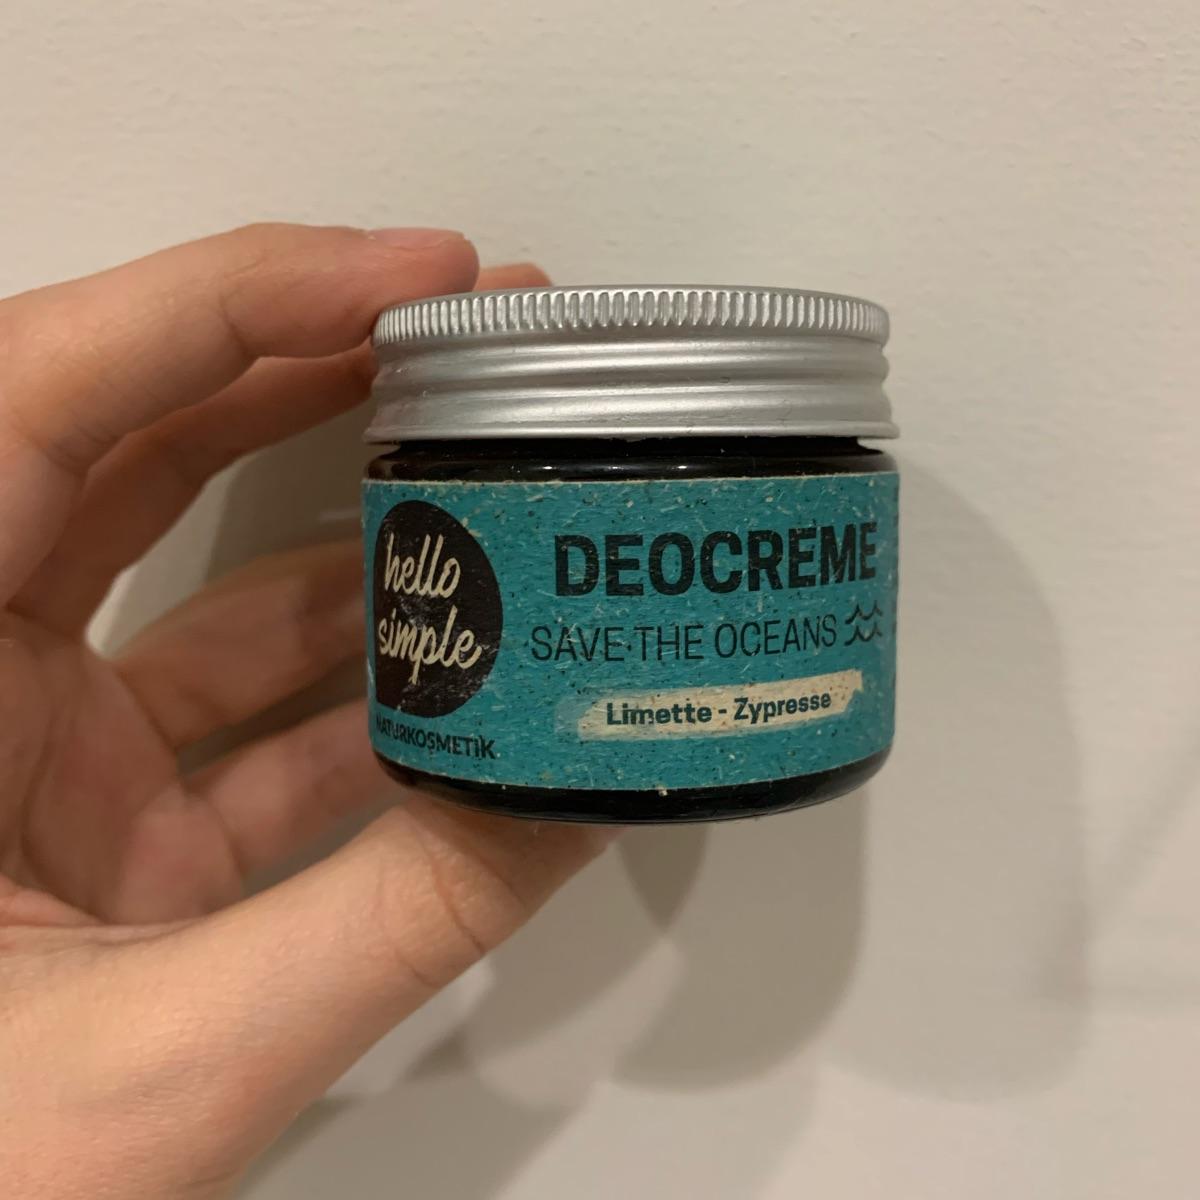 hello
simple
NATURKOSMETIK
DEOCREME
SAVE THE OCEANS
Limette - Zypresse